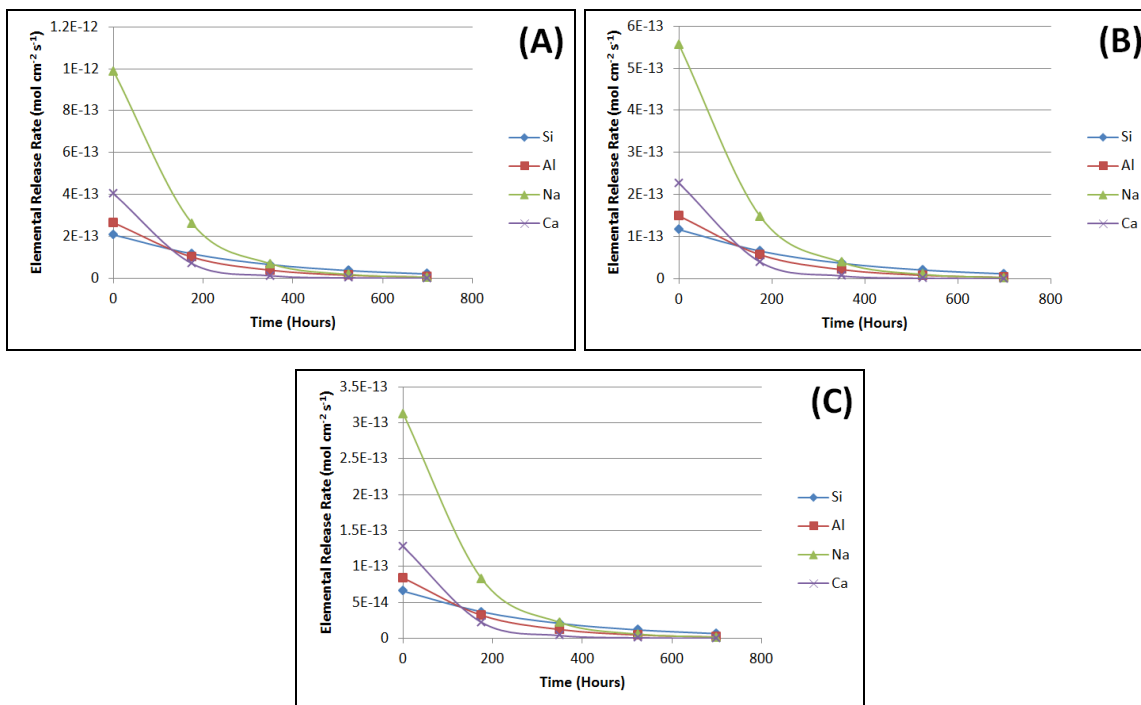 (A)
Elemental Release Rate (mol cm⁻² s⁻¹)
1.2E-12
1E-12
8E-13
6E-13
4E-13
2E-13
0
0 200 400 600 800
Time (Hours)
Si
Al
Na
Ca
(B)
Elemental Release Rate (mol cm⁻² s⁻¹)
6E-13
5E-13
4E-13
3E-13
2E-13
1E-13
0
0 200 400 600 800
Time (Hours)
Si
Al
Na
Ca
(C)
Elemental Release Rate (mol cm⁻² s⁻¹)
3.5E-13
3E-13
2.5E-13
2E-13
1.5E-13
1E-13
5E-14
0
0 200 400 600 800
Time (Hours)
Si
Al
Na
Ca